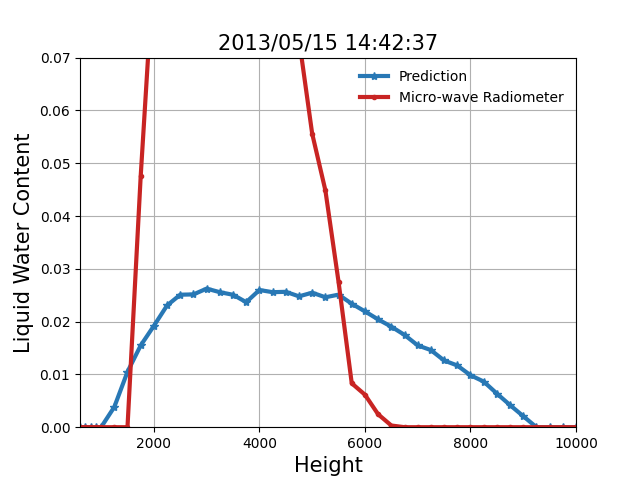 2013/05/15 14:42:37
0.07
0.06
0.05
0.04
0.03
0.02
0.01
0.00
Liquid Water Content
Prediction
Micro-wave Radiometer
2000 4000 6000 8000 10000
Height